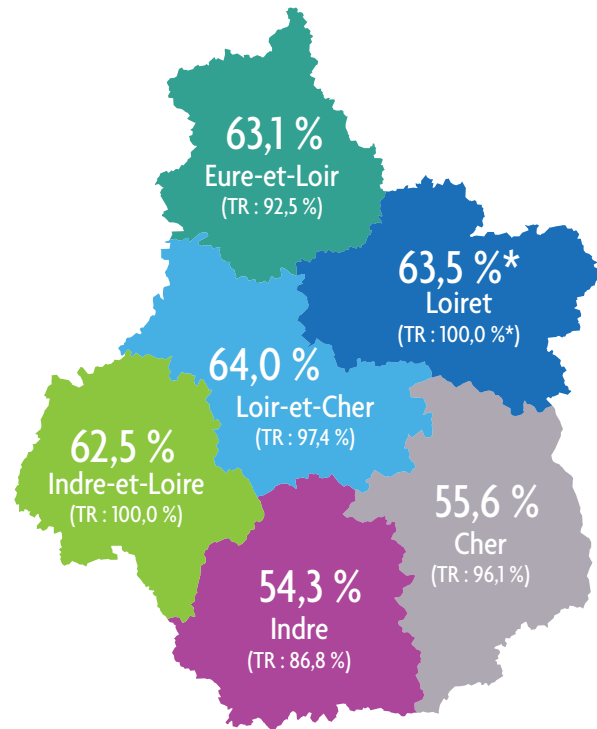 63,1 %
Eure-et-Loir
(TR : 92,5 %)
63,5 %*
Loiret
(TR : 100,0 %*)
64,0 %
Loir-et-Cher
(TR : 97,4 %)
62,5 %
Indre-et-Loire
(TR : 100,0 %)
55,6 %
Cher
(TR : 96,1 %)
54,3 %
Indre
(TR : 86,8 %)